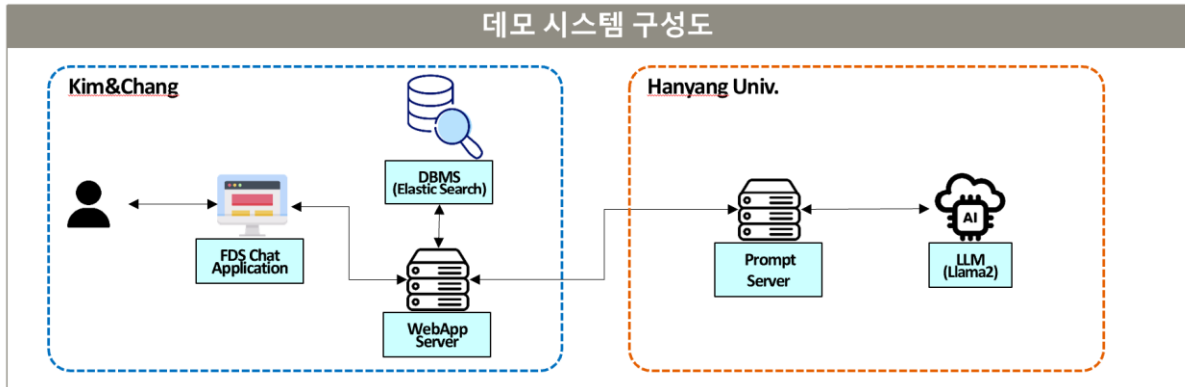 데모 시스템 구성도
Kim&Chang
Hanyang Univ.
DBMS
(Elastic Search)
FDS Chat
Application
WebApp
Server
Prompt
Server
AI
LLM
(Llama2)